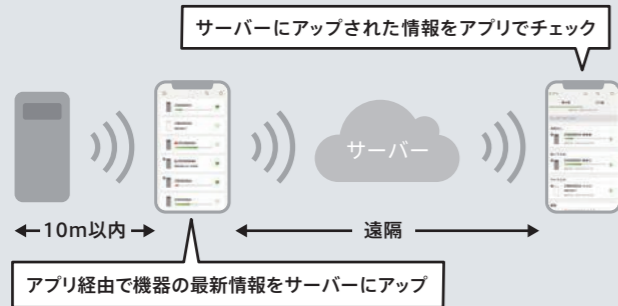 サーバーにアップされた情報をアプリでチェック
サーバー
10m以内
遠隔
アプリ経由で機器の最新情報をサーバーにアップ